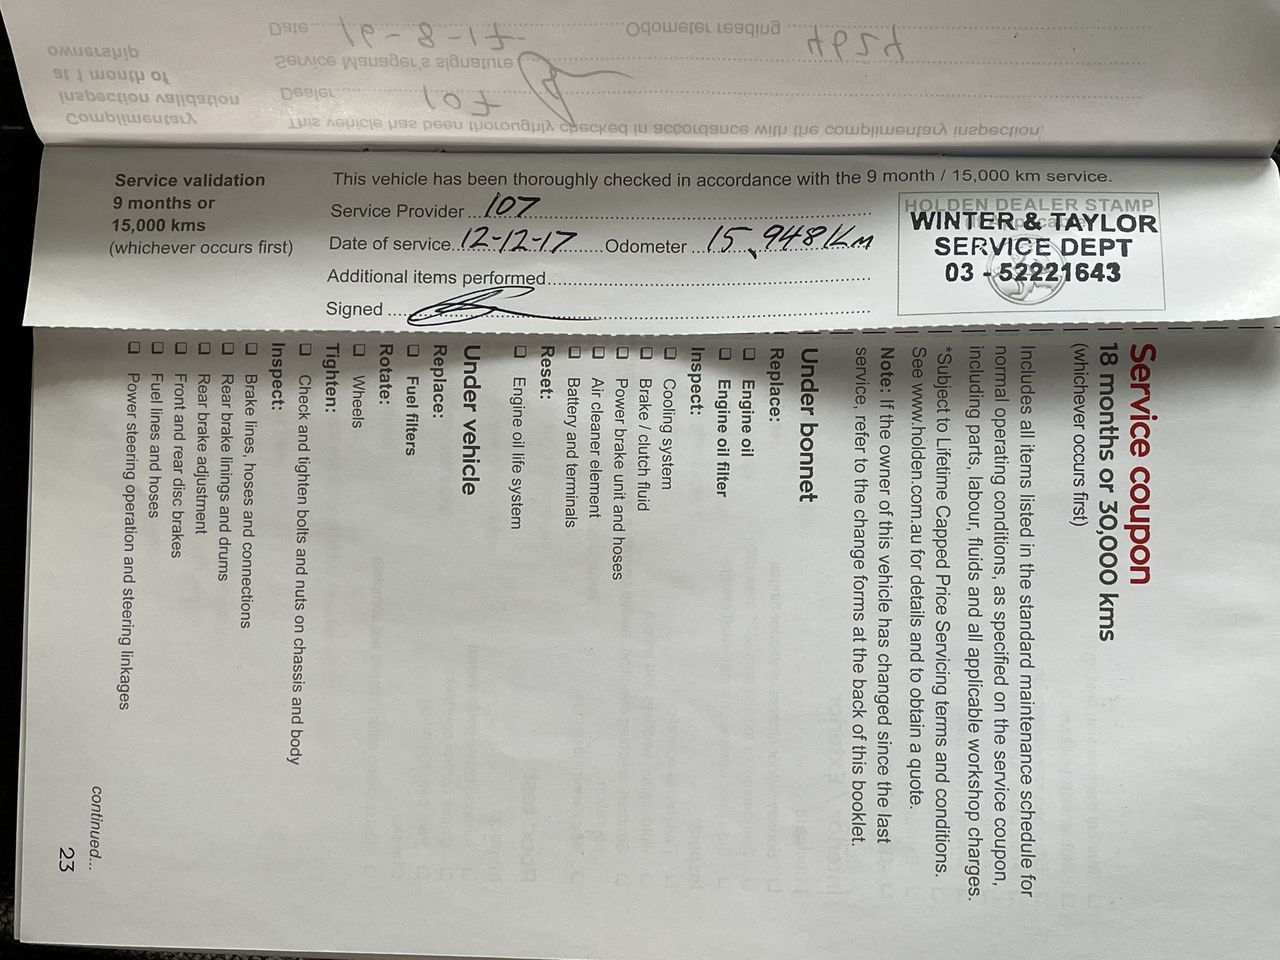 Complimentary
inspection validation
at 1 month of
ownership
This vehicle has been thoroughly checked in accordance with the complimentary inspection.
Dealer 107
Service Manager's signature
Date Odometer reading
Service validation
9 months or
15,000 kms
(whichever occurs first)
This vehicle has been thoroughly checked in accordance with the 9 month / 15,000 km service.
Service Provider 107
Date of service 12-12-17 Odometer 15,948Km
Additional items performed
Signed
HOLDEN DEALER STAMP
WINTER & TAYLOR
SERVICE DEPT
03 - 52221643
Service coupon
18 months or 30,000 kms
(whichever occurs first)
Includes all items listed in the standard maintenance schedule for
normal operating conditions, as specified on the service coupon,
including parts, labour, fluids and all applicable workshop charges.
*Subject to Lifetime Capped Price Servicing terms and conditions.
See www.holden.com.au for details and to obtain a quote.
Note: If the owner of this vehicle has changed since the last
service, refer to the change forms at the back of this booklet.
Under bonnet
Replace:
Engine oil
Engine oil filter
Inspect:
Cooling system
Brake / clutch fluid
Power brake unit and hoses
Air cleaner element
Battery and terminals
Reset:
Engine oil life system
Under vehicle
Replace:
Fuel filters
Rotate:
Wheels
Tighten:
Check and tighten bolts and nuts on chassis and body
Inspect:
Brake lines, hoses and connections
Rear brake linings and drums
Rear brake adjustment
Front and rear disc brakes
Fuel lines and hoses
Power steering operation and steering linkages
continued...
23